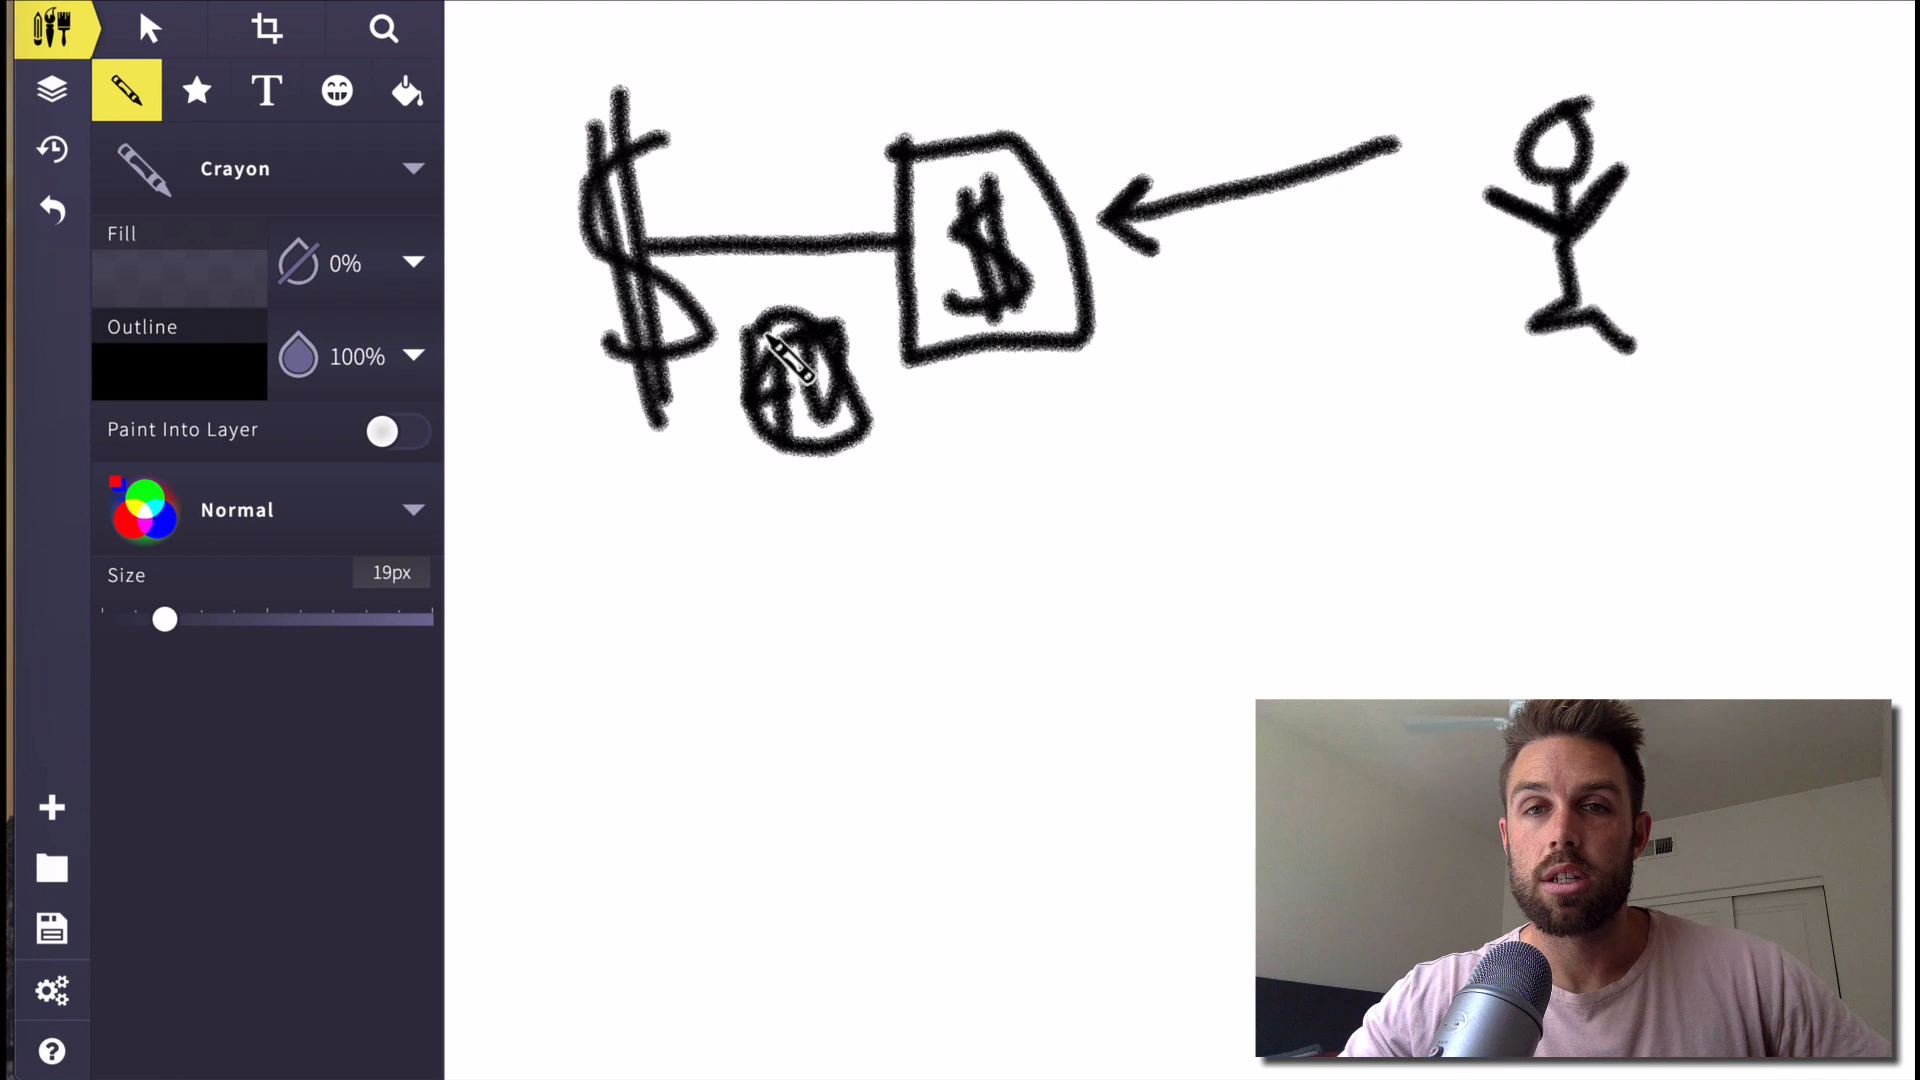 T
Crayon
Fill
0%
Outline
100%
Paint Into Layer
Normal
Size
19px
$
$